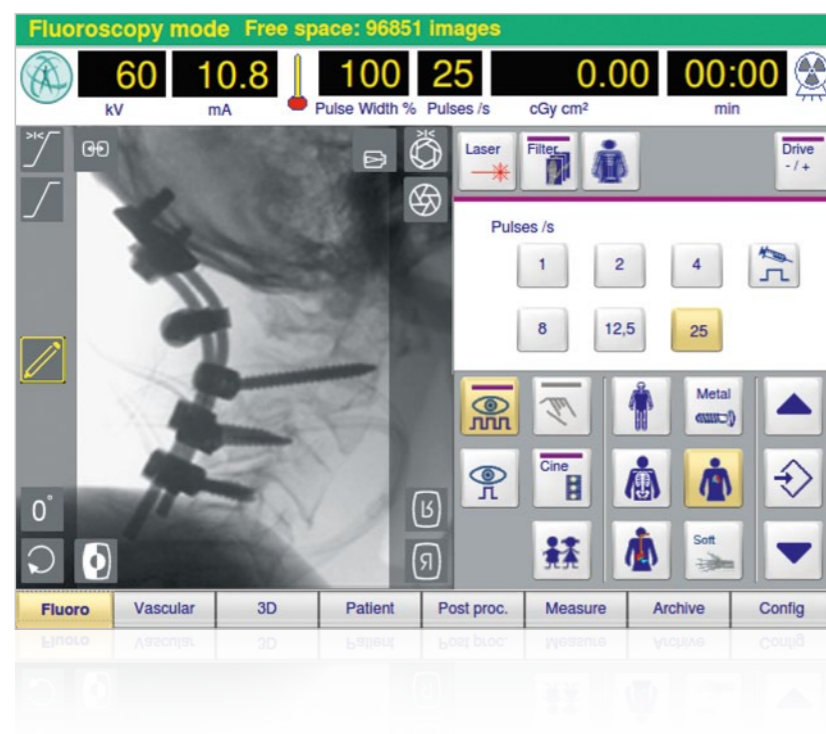 Fluoroscopy mode Free space: 96851 images
60 10.8 100 25 0.00 00:00
kV mA Pulse Width % Pulses /s cGy cm² min
Laser Filter Drive
- / +
Pulses /s
1 2 4
8 12,5 25
Metal
Cine
0°
R
R
Soft
Fluoro Vascular 3D Patient Post proc. Measure Archive Config